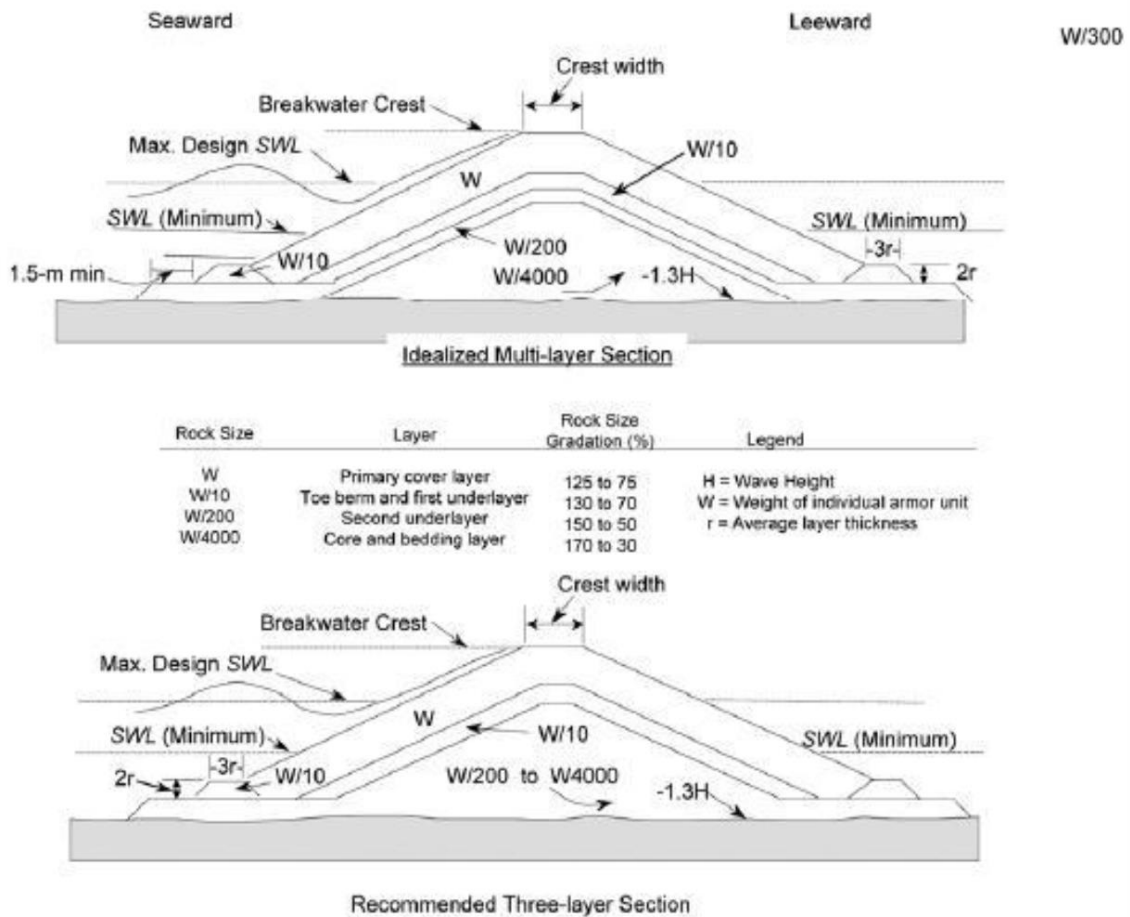 Seaward
Leeward
W/300
Crest width
Breakwater Crest
Max. Design SWL
W/10
W
SWL (Minimum)
SWL (Minimum)
-3r-
W/10
W/200
1.5-m min
W/4000
-1.3H
2r
Idealized Multi-layer Section
Rock Size Layer Rock Size Gradation (%) Legend
W Primary cover layer 125 to 75 H = Wave Height
W/10 Toe berm and first underlayer 130 to 70 W = Weight of individual armor unit
W/200 Second underlayer 150 to 50 r = Average layer thickness
W/4000 Core and bedding layer 170 to 30
Crest width
Breakwater Crest
Max. Design SWL
W
SWL (Minimum)
W/10
SWL (Minimum)
-3r-
2r
W/10
W/200 to W4000
-1.3H
Recommended Three-layer Section